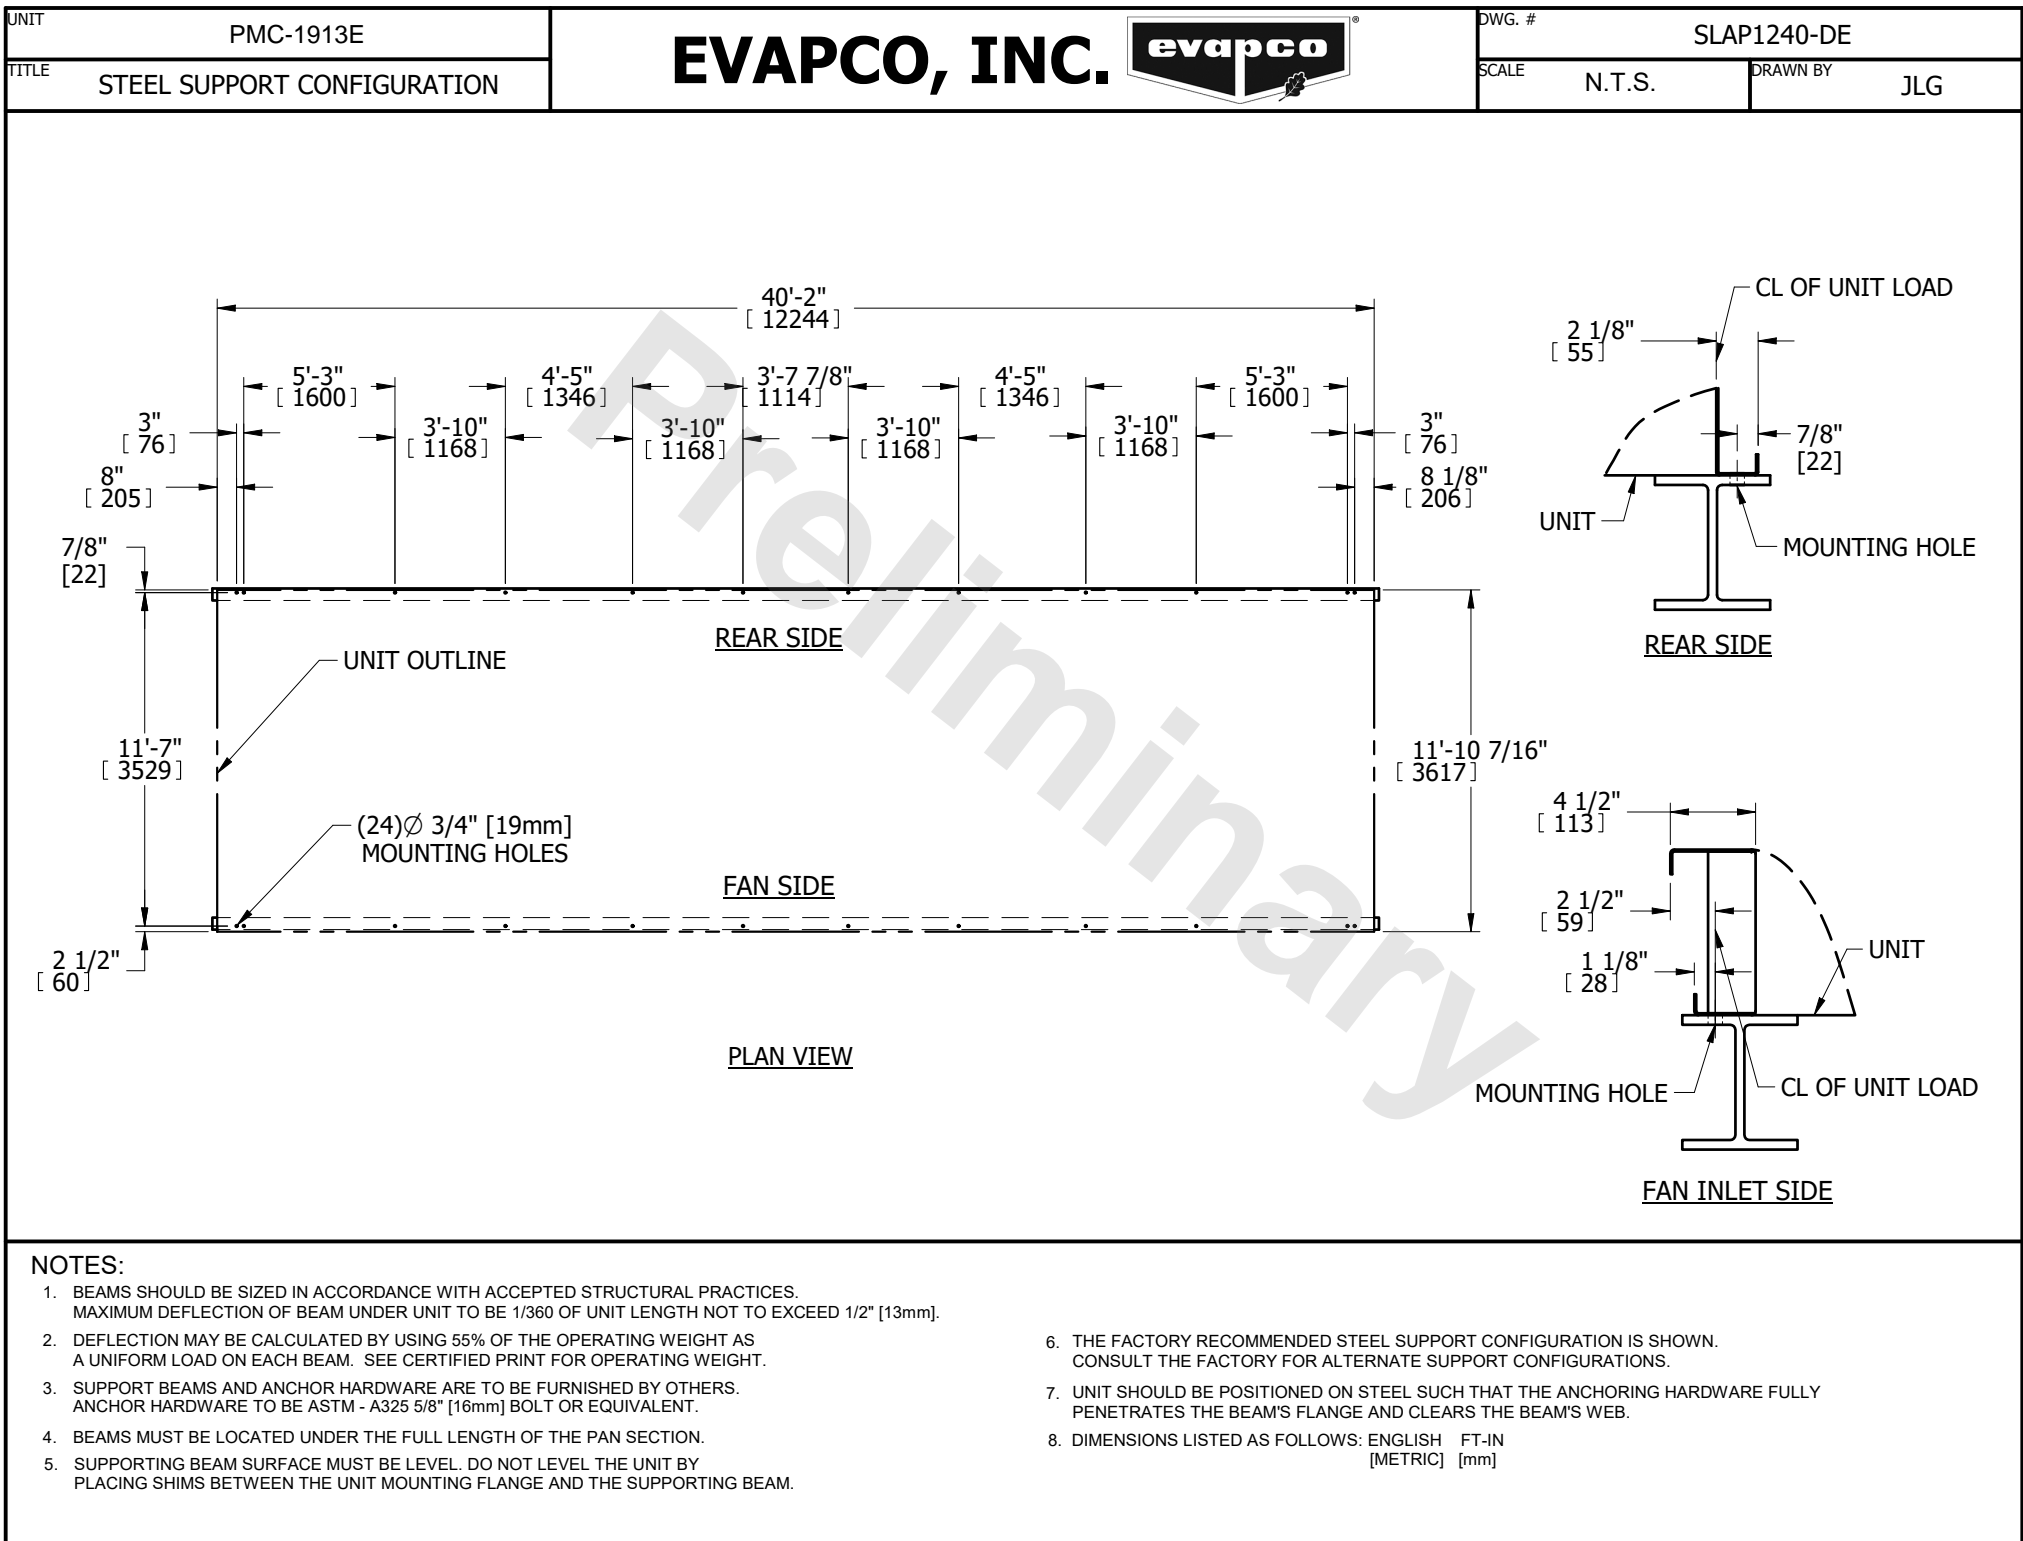 UNIT
PMC-1913E
TITLE
STEEL SUPPORT CONFIGURATION
EVAPCO, INC.
evapco
®
DWG. #
SLAP1240-DE
SCALE
N.T.S.
DRAWN BY
JLG
40'-2"
[ 12244 ]
5'-3"
[ 1600 ]
4'-5"
[ 1346 ]
3'-7 7/8"
[ 1114 ]
4'-5"
[ 1346 ]
5'-3"
[ 1600 ]
3"
[ 76 ]
3'-10"
[ 1168 ]
3'-10"
[ 1168 ]
3'-10"
[ 1168 ]
3'-10"
[ 1168 ]
3"
[ 76 ]
8"
[ 205 ]
8 1/8"
[ 206 ]
7/8"
[22]
REAR SIDE
UNIT OUTLINE
11'-7"
[ 3529 ]
11'-10 7/16"
[ 3617 ]
(24)Ø 3/4" [19mm]
MOUNTING HOLES
FAN SIDE
2 1/2"
[ 60 ]
PLAN VIEW
Preliminary
CL OF UNIT LOAD
2 1/8"
[ 55 ]
7/8"
[22]
UNIT
MOUNTING HOLE
REAR SIDE
4 1/2"
[ 113 ]
2 1/2"
[ 59 ]
1 1/8"
[ 28 ]
UNIT
MOUNTING HOLE
CL OF UNIT LOAD
FAN INLET SIDE
NOTES:
1. BEAMS SHOULD BE SIZED IN ACCORDANCE WITH ACCEPTED STRUCTURAL PRACTICES.
MAXIMUM DEFLECTION OF BEAM UNDER UNIT TO BE 1/360 OF UNIT LENGTH NOT TO EXCEED 1/2" [13mm].
2. DEFLECTION MAY BE CALCULATED BY USING 55% OF THE OPERATING WEIGHT AS
A UNIFORM LOAD ON EACH BEAM. SEE CERTIFIED PRINT FOR OPERATING WEIGHT.
3. SUPPORT BEAMS AND ANCHOR HARDWARE ARE TO BE FURNISHED BY OTHERS.
ANCHOR HARDWARE TO BE ASTM - A325 5/8" [16mm] BOLT OR EQUIVALENT.
4. BEAMS MUST BE LOCATED UNDER THE FULL LENGTH OF THE PAN SECTION.
5. SUPPORTING BEAM SURFACE MUST BE LEVEL. DO NOT LEVEL THE UNIT BY
PLACING SHIMS BETWEEN THE UNIT MOUNTING FLANGE AND THE SUPPORTING BEAM.
6. THE FACTORY RECOMMENDED STEEL SUPPORT CONFIGURATION IS SHOWN.
CONSULT THE FACTORY FOR ALTERNATE SUPPORT CONFIGURATIONS.
7. UNIT SHOULD BE POSITIONED ON STEEL SUCH THAT THE ANCHORING HARDWARE FULLY
PENETRATES THE BEAM'S FLANGE AND CLEARS THE BEAM'S WEB.
8. DIMENSIONS LISTED AS FOLLOWS: ENGLISH FT-IN
[METRIC] [mm]